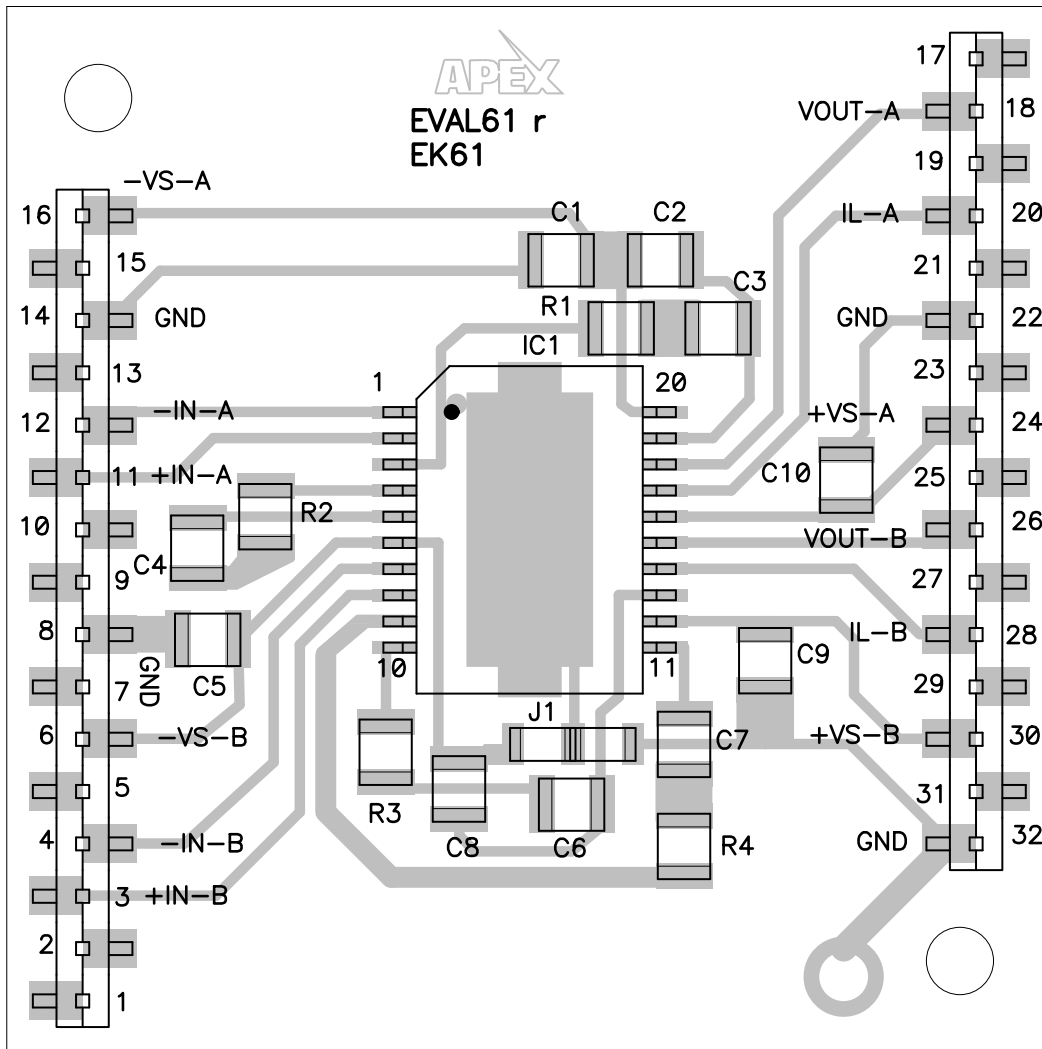 APEX
EVAL61 r
EK61
17
VOUT-A
18
19
-VS-A
16
C1
C2
IL-A
20
15
21
C3
14
GND
R1
GND
22
IC1
13
1
20
23
12
-IN-A
+VS-A
24
11
+IN-A
C10
25
10
R2
VOUT-B
26
C4
9
27
8
IL-B
28
GND
10
11
C9
7
C5
29
J1
6
-VS-B
C7
+VS-B
30
5
31
R3
4
-IN-B
C8
C6
R4
GND
32
3
+IN-B
2
1